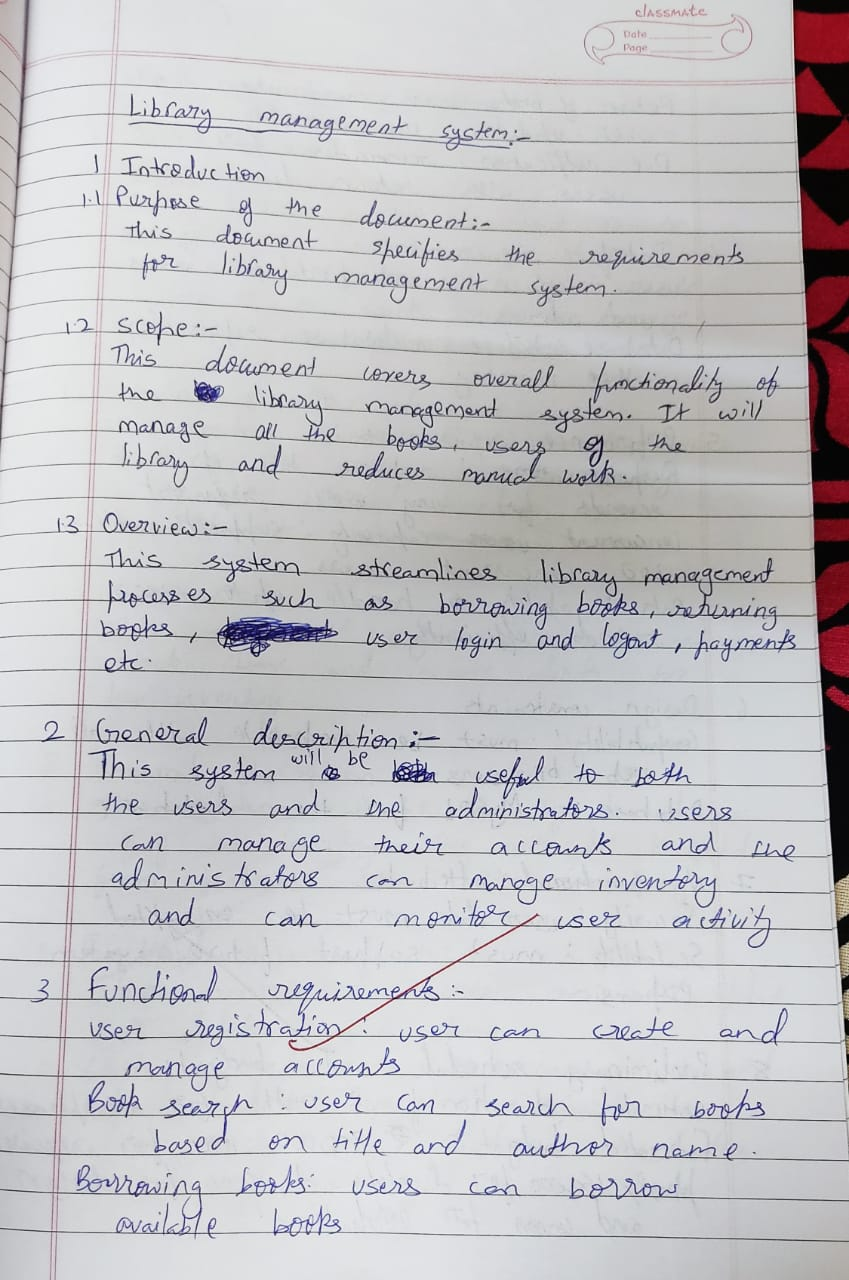 classmate
Date
Page
Library management system:-
1 Introduction
1.1 Purpose of the document:-
This document specifies the requirements
for library management system.
1.2 Scope:-
This document covers overall functionality of
the library management system. It will
manage all the books, users of the
library and reduces manual work.
1.3 Overview:-
This system streamlines library management
processes such as borrowing books, returning
books, user login and logout, payments
etc.
2 General description:-
This system will be useful to both
the users and the administrators. users
can manage their accounts and the
administrators can manage inventory
and can monitor user activity
3 Functional requirements:-
user registration: user can create and
manage accounts
Book search: user can search for books
based on title and author name.
Borrowing books: users can borrow
available books